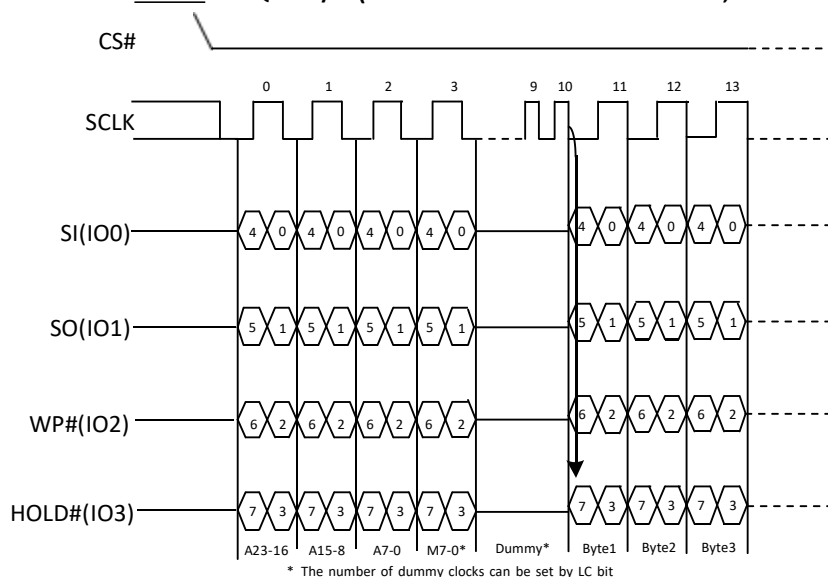 CS#
0 1 2 3 9 10 11 12 13
SCLK
SI(IO0) 4 0 4 0 4 0 4 0 4 0 4 0 4 0
SO(IO1) 5 1 5 1 5 1 5 1 5 1 5 1 5 1
WP#(IO2) 6 2 6 2 6 2 6 2 6 2 6 2 6 2
HOLD#(IO3) 7 3 7 3 7 3 7 3 7 3 7 3 7 3
A23-16 A15-8 A7-0 M7-0* Dummy* Byte1 Byte2 Byte3
* The number of dummy clocks can be set by LC bit